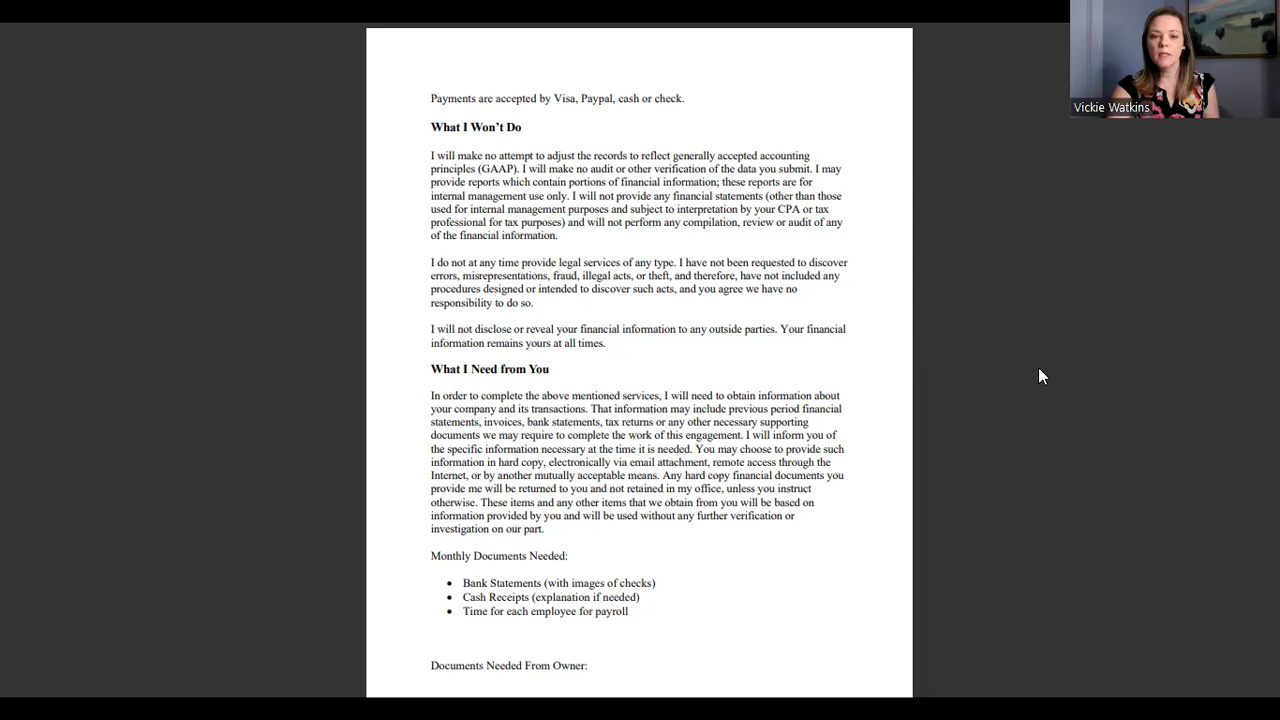 Payments are accepted by Visa, Paypal, cash or check.
What I Won't Do
I will make no attempt to adjust the records to reflect generally accepted accounting
principles (GAAP). I will make no audit or other verification of the data you submit. I may
provide reports which contain portions of financial information; these reports are for
internal management use only. I will not provide any financial statements (other than those
used for internal management purposes and subject to interpretation by your CPA or tax
professional for tax purposes) and will not perform any compilation, review or audit of any
of the financial information.
I do not at any time provide legal services of any type. I have not been requested to discover
errors, misrepresentations, fraud, illegal acts, or theft, and therefore, have not included any
procedures designed or intended to discover such acts, and you agree we have no
responsibility to do so.
I will not disclose or reveal your financial information to any outside parties. Your financial
information remains yours at all times.
What I Need from You
In order to complete the above mentioned services, I will need to obtain information about
your company and its transactions. That information may include previous period financial
statements, invoices, bank statements, tax returns or any other necessary supporting
documents we may require to complete the work of this engagement. I will inform you of
the specific information necessary at the time it is needed. You may choose to provide such
information in hard copy, electronically via email attachment, remote access through the
Internet, or by another mutually acceptable means. Any hard copy financial documents you
provide me will be returned to you and not retained in my office, unless you instruct
otherwise. These items and any other items that we obtain from you will be based on
information provided by you and will be used without any further verification or
investigation on our part.
Monthly Documents Needed:
• Bank Statements (with images of checks)
• Cash Receipts (explanation if needed)
• Time for each employee for payroll
Documents Needed From Owner:
Vickie Watkins